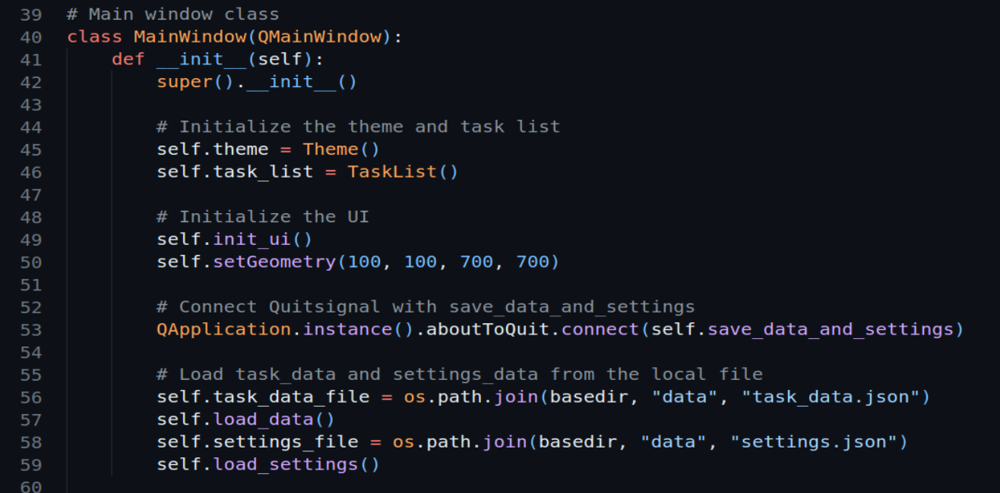 39 # Main window class
40 class MainWindow(QMainWindow):
41     def __init__(self):
42         super().__init__()
43
44         # Initialize the theme and task list
45         self.theme = Theme()
46         self.task_list = TaskList()
47
48         # Initialize the UI
49         self.init_ui()
50         self.setGeometry(100, 100, 700, 700)
51
52         # Connect Quitsignal with save_data_and_settings
53         QApplication.instance().aboutToQuit.connect(self.save_data_and_settings)
54
55         # Load task_data and settings_data from the local file
56         self.task_data_file = os.path.join(basedir, "data", "task_data.json")
57         self.load_data()
58         self.settings_file = os.path.join(basedir, "data", "settings.json")
59         self.load_settings()
60